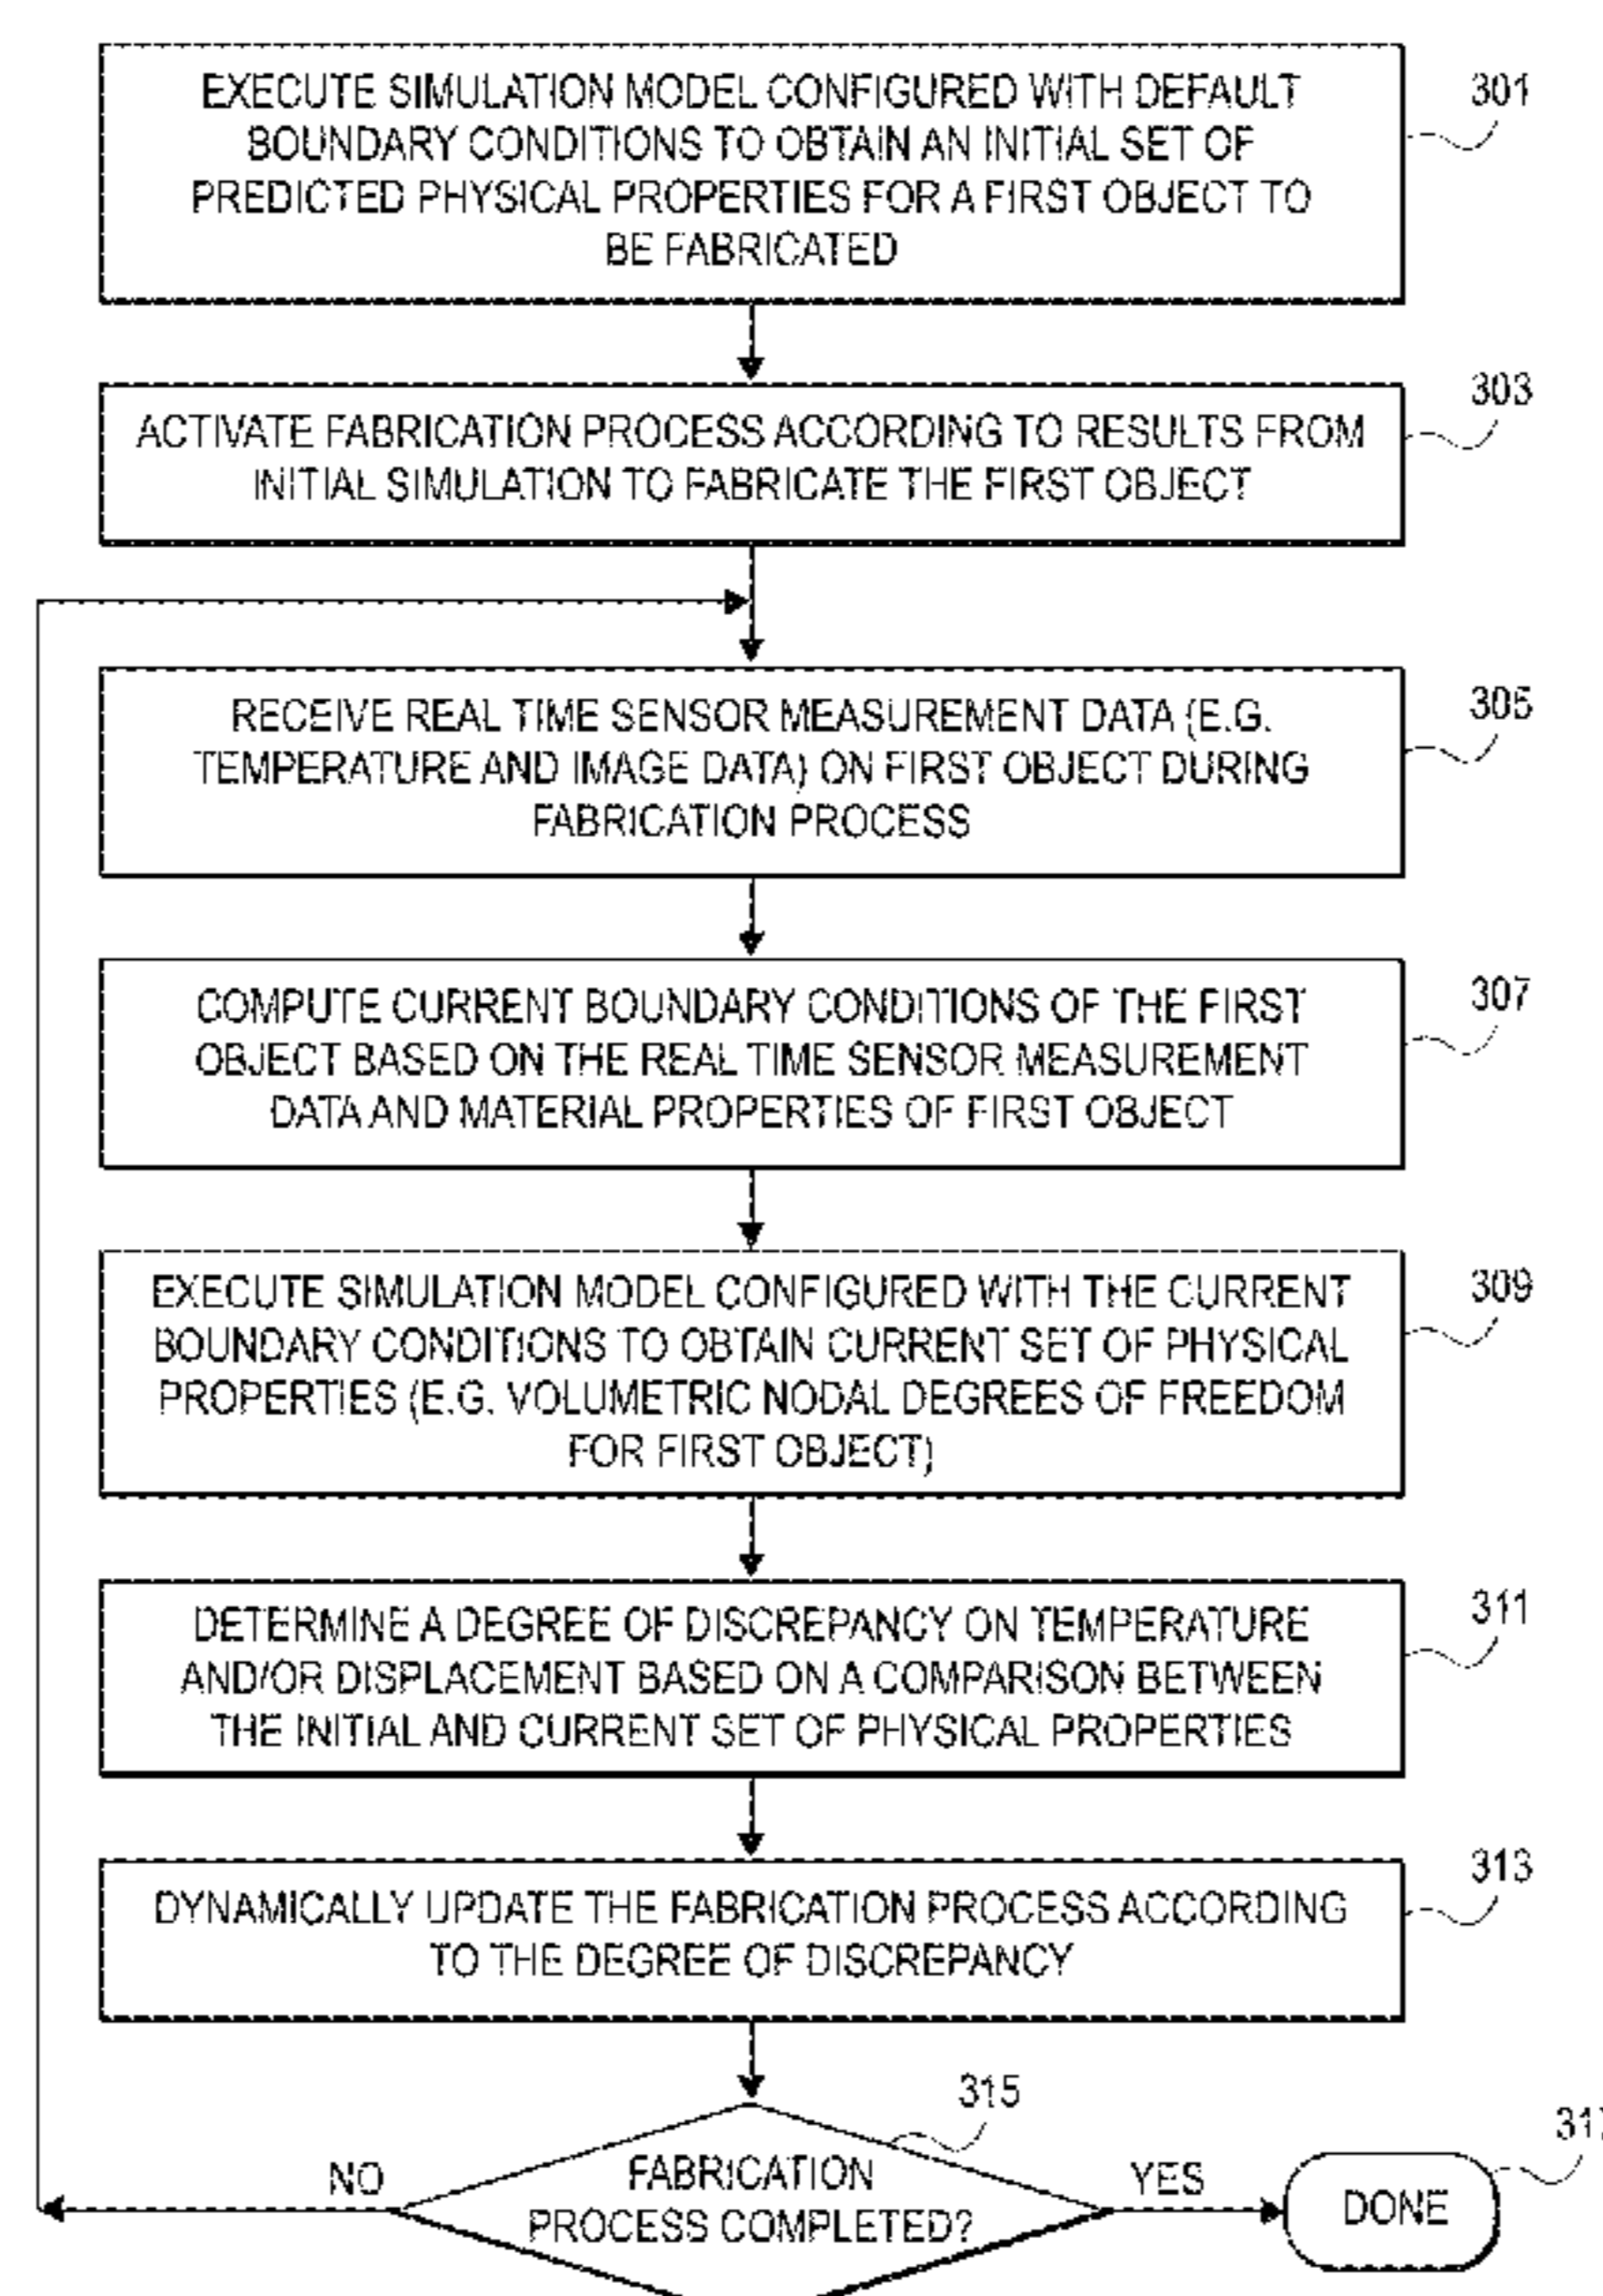 EXECUTE SIMULATION MODEL CONFIGURED WITH DEFAULT
BOUNDARY CONDITIONS TO OBTAIN AN INITIAL SET OF
PREDICTED PHYSICAL PROPERTIES FOR A FIRST OBJECT TO
BE FABRICATED
301
ACTIVATE FABRICATION PROCESS ACCORDING TO RESULTS FROM
INITIAL SIMULATION TO FABRICATE THE FIRST OBJECT
303
RECEIVE REAL TIME SENSOR MEASUREMENT DATA (E.G.
TEMPERATURE AND IMAGE DATA) ON FIRST OBJECT DURING
FABRICATION PROCESS
305
COMPUTE CURRENT BOUNDARY CONDITIONS OF THE FIRST
OBJECT BASED ON THE REAL TIME SENSOR MEASUREMENT
DATA AND MATERIAL PROPERTIES OF FIRST OBJECT
307
EXECUTE SIMULATION MODEL CONFIGURED WITH THE CURRENT
BOUNDARY CONDITIONS TO OBTAIN CURRENT SET OF PHYSICAL
PROPERTIES (E.G. VOLUMETRIC NODAL DEGREES OF FREEDOM
FOR FIRST OBJECT)
309
DETERMINE A DEGREE OF DISCREPANCY ON TEMPERATURE
AND/OR DISPLACEMENT BASED ON A COMPARISON BETWEEN
THE INITIAL AND CURRENT SET OF PHYSICAL PROPERTIES
311
DYNAMICALLY UPDATE THE FABRICATION PROCESS ACCORDING
TO THE DEGREE OF DISCREPANCY
313
315
NO
FABRICATION
PROCESS COMPLETED?
YES
DONE